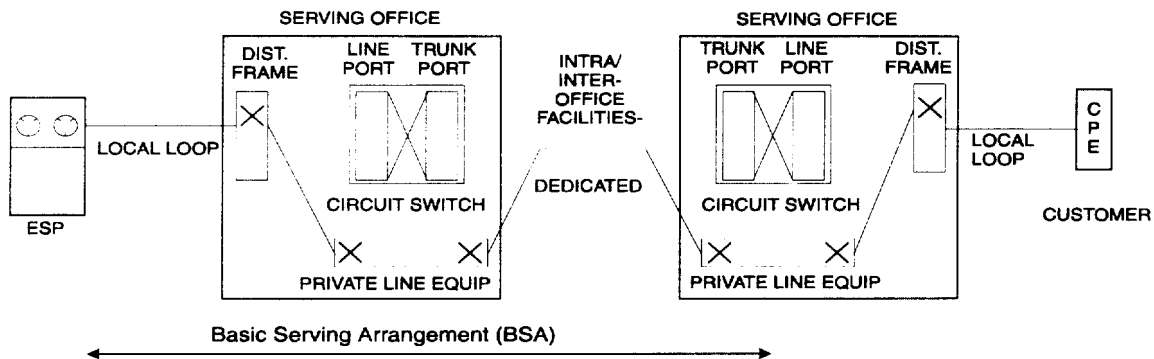 SERVING OFFICE
DIST.
FRAME
LINE
PORT
TRUNK
PORT
CIRCUIT SWITCH
PRIVATE LINE EQUIP
LOCAL LOOP
ESP
INTRA/
INTER-
OFFICE
FACILITIES-
DEDICATED
SERVING OFFICE
TRUNK
PORT
LINE
PORT
DIST.
FRAME
CIRCUIT SWITCH
PRIVATE LINE EQUIP
LOCAL
LOOP
C
P
E
CUSTOMER
Basic Serving Arrangement (BSA)